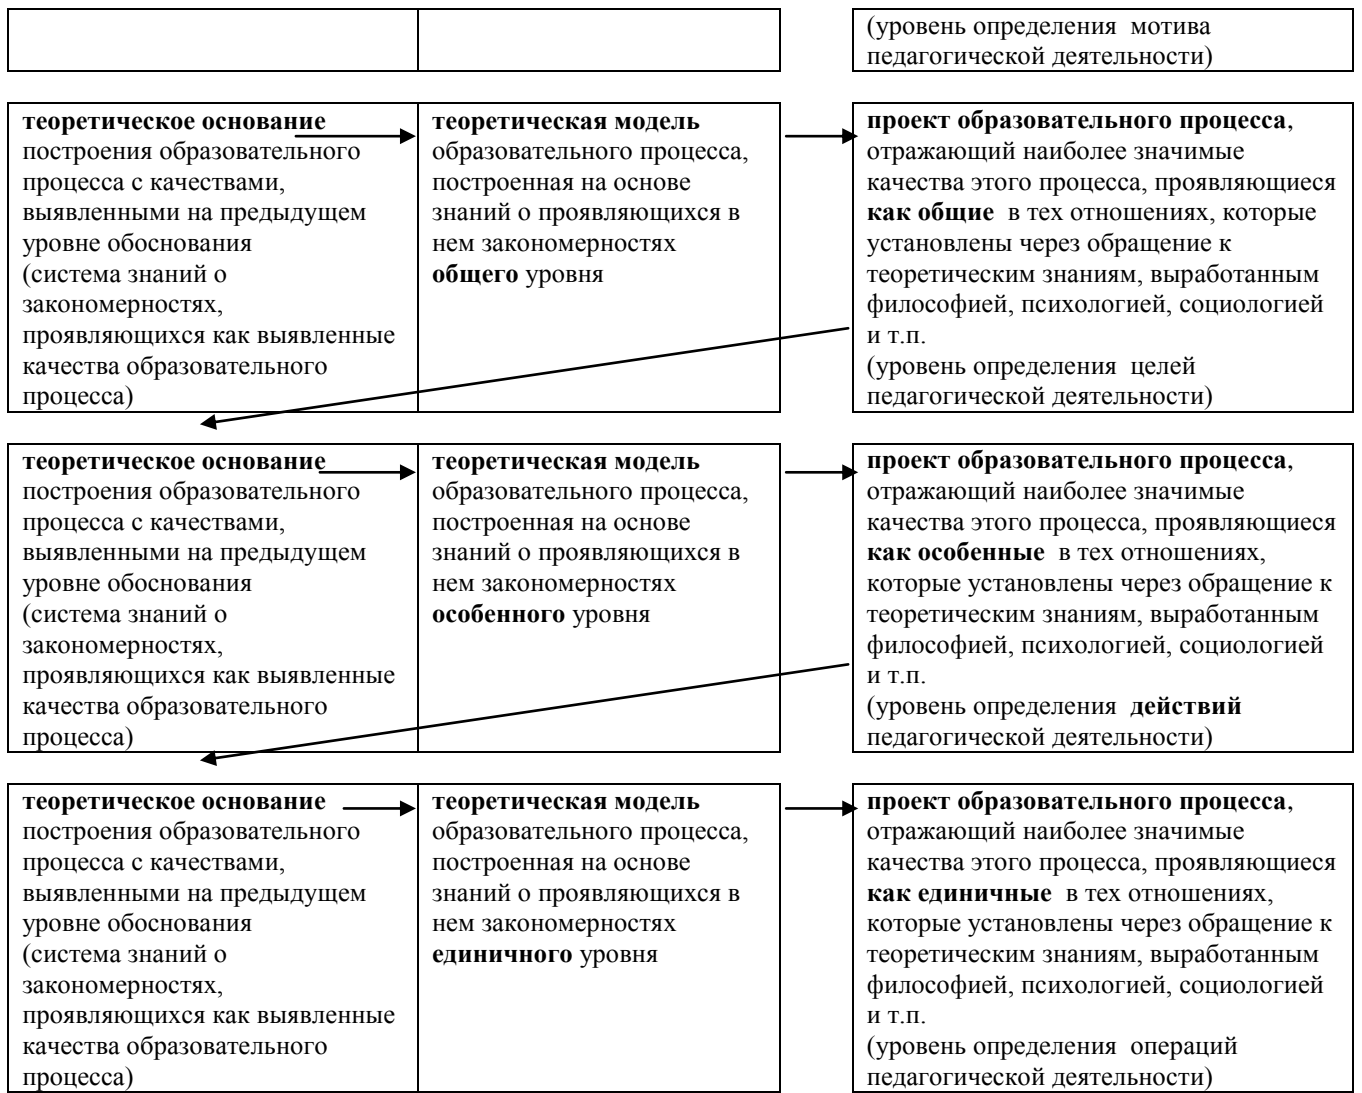 (уровень определения мотива
педагогической деятельности)
теоретическое основание
построения образовательного
процесса с качествами,
выявленными на предыдущем
уровне обоснования
(система знаний о
закономерностях,
проявляющихся как выявленные
качества образовательного
процесса)
теоретическая модель
образовательного процесса,
построенная на основе
знаний о проявляющихся в
нем закономерностях
общего уровня
проект образовательного процесса,
отражающий наиболее значимые
качества этого процесса, проявляющиеся
как общие в тех отношениях, которые
установлены через обращение к
теоретическим знаниям, выработанным
философией, психологией, социологией
и т.п.
(уровень определения целей
педагогической деятельности)
теоретическое основание
построения образовательного
процесса с качествами,
выявленными на предыдущем
уровне обоснования
(система знаний о
закономерностях,
проявляющихся как выявленные
качества образовательного
процесса)
теоретическая модель
образовательного процесса,
построенная на основе
знаний о проявляющихся в
нем закономерностях
особенного уровня
проект образовательного процесса,
отражающий наиболее значимые
качества этого процесса, проявляющиеся
как особенные в тех отношениях,
которые установлены через обращение к
теоретическим знаниям, выработанным
философией, психологией, социологией
и т.п.
(уровень определения действий
педагогической деятельности)
теоретическое основание
построения образовательного
процесса с качествами,
выявленными на предыдущем
уровне обоснования
(система знаний о
закономерностях,
проявляющихся как выявленные
качества образовательного
процесса)
теоретическая модель
образовательного процесса,
построенная на основе
знаний о проявляющихся в
нем закономерностях
единичного уровня
проект образовательного процесса,
отражающий наиболее значимые
качества этого процесса, проявляющиеся
как единичные в тех отношениях,
которые установлены через обращение к
теоретическим знаниям, выработанным
философией, психологией, социологией
и т.п.
(уровень определения операций
педагогической деятельности)